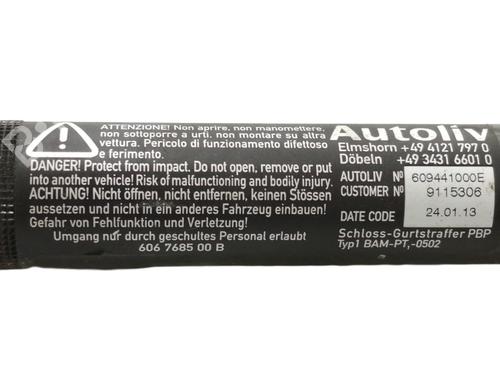 ATTENZIONE! Non aprire, non manomettere,
non sottoporre a urti. non montare su altra
vettura. Pericolo di funzionamento difettoso
e ferimento.
DANGER! Protect from impact. Do not open, remove or put
into another vehicle! Risk of malfunctioning and bodily injury.
ACHTUNG! Nicht öffnen, nicht entfernen, keinen Stössen
aussetzen und nicht in ein anderes Fahrzeug einbauen!
Gefahr von Fehlfunktion und Verletzung!
Umgang nur durch geschultes Personal erlaubt
606 7685 00 B
Autoliv
Elmshorn +49 4121 797 0
Döbeln +49 3431 6601 0
AUTOLIV Nº 609441000E
CUSTOMER Nº 9115306
DATE CODE 24.01.13
Schloss-Gurtstraffer PBP
Typ1 BAM-PT,-0502